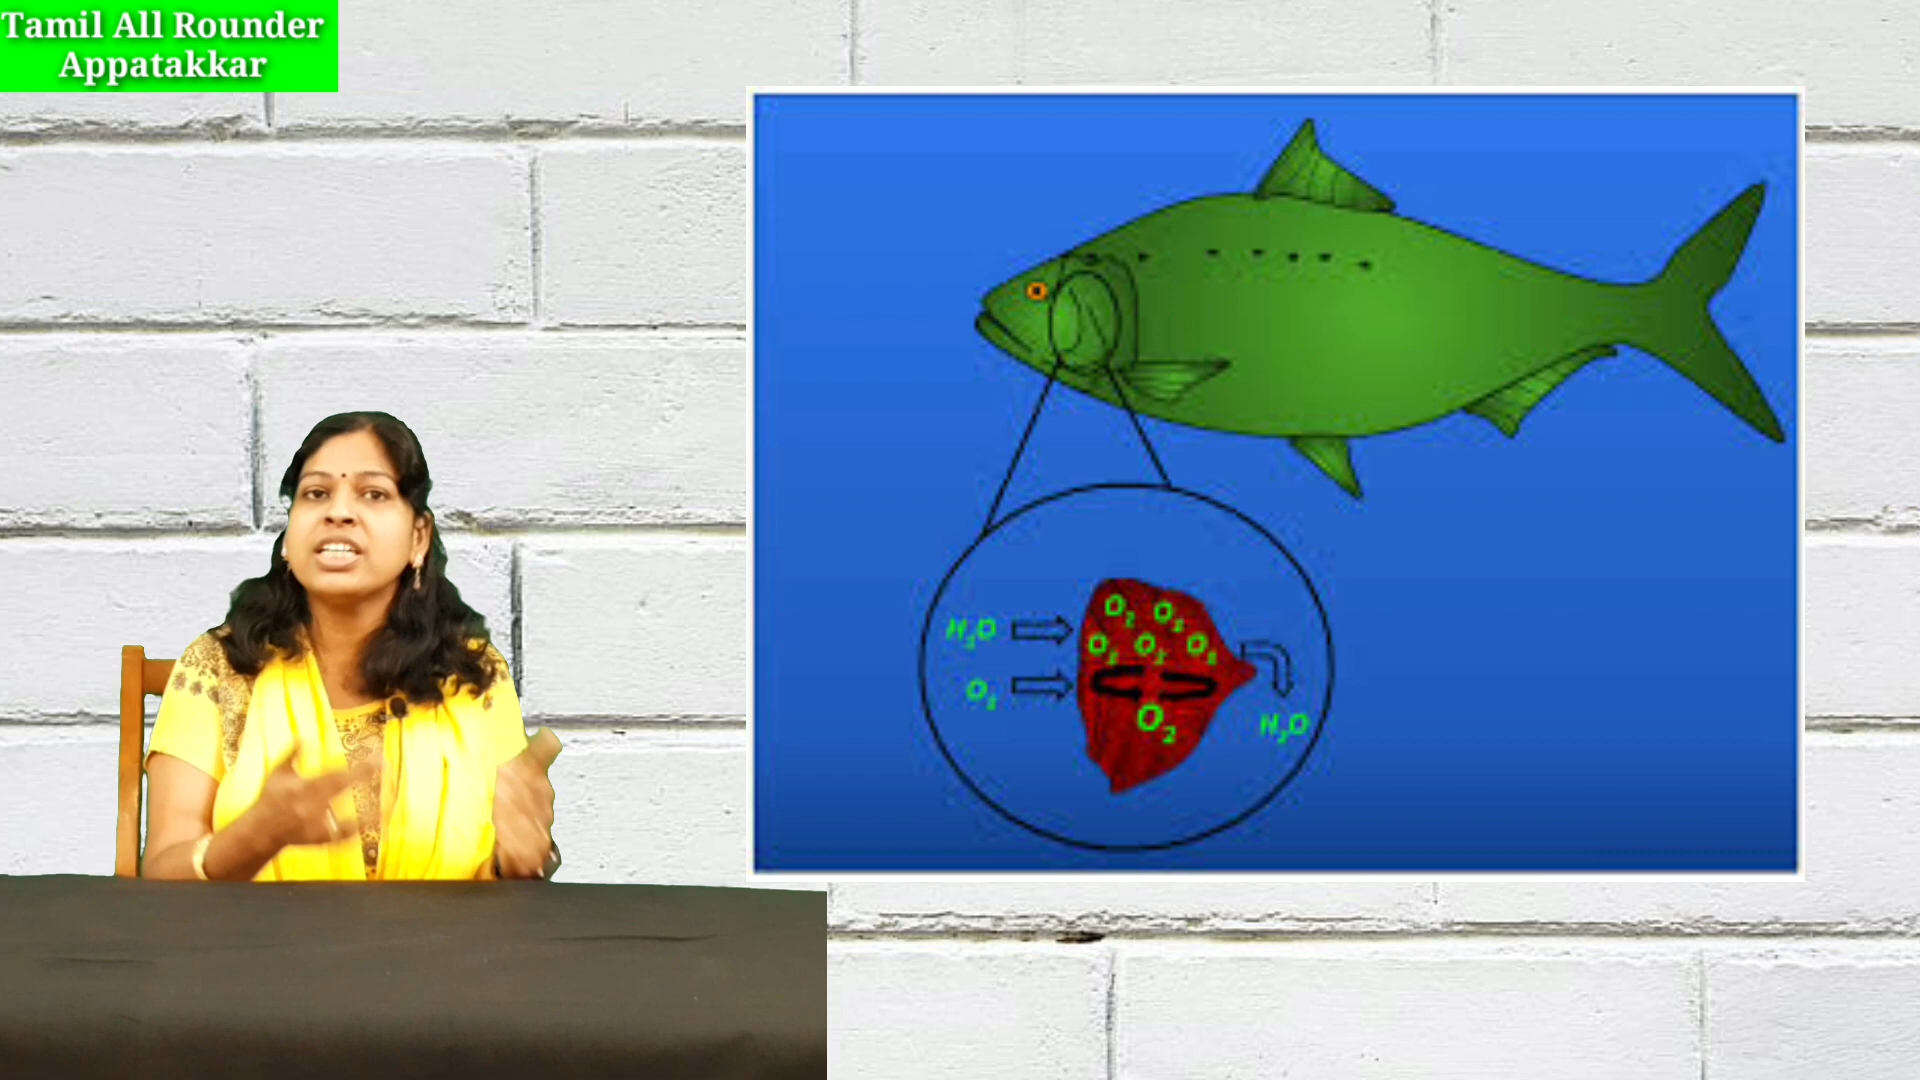 Tamil All Rounder
Appatakkar
H₂O
O₂
O₂ O₂
O₂ O₂ O₂
O₂
H₂O